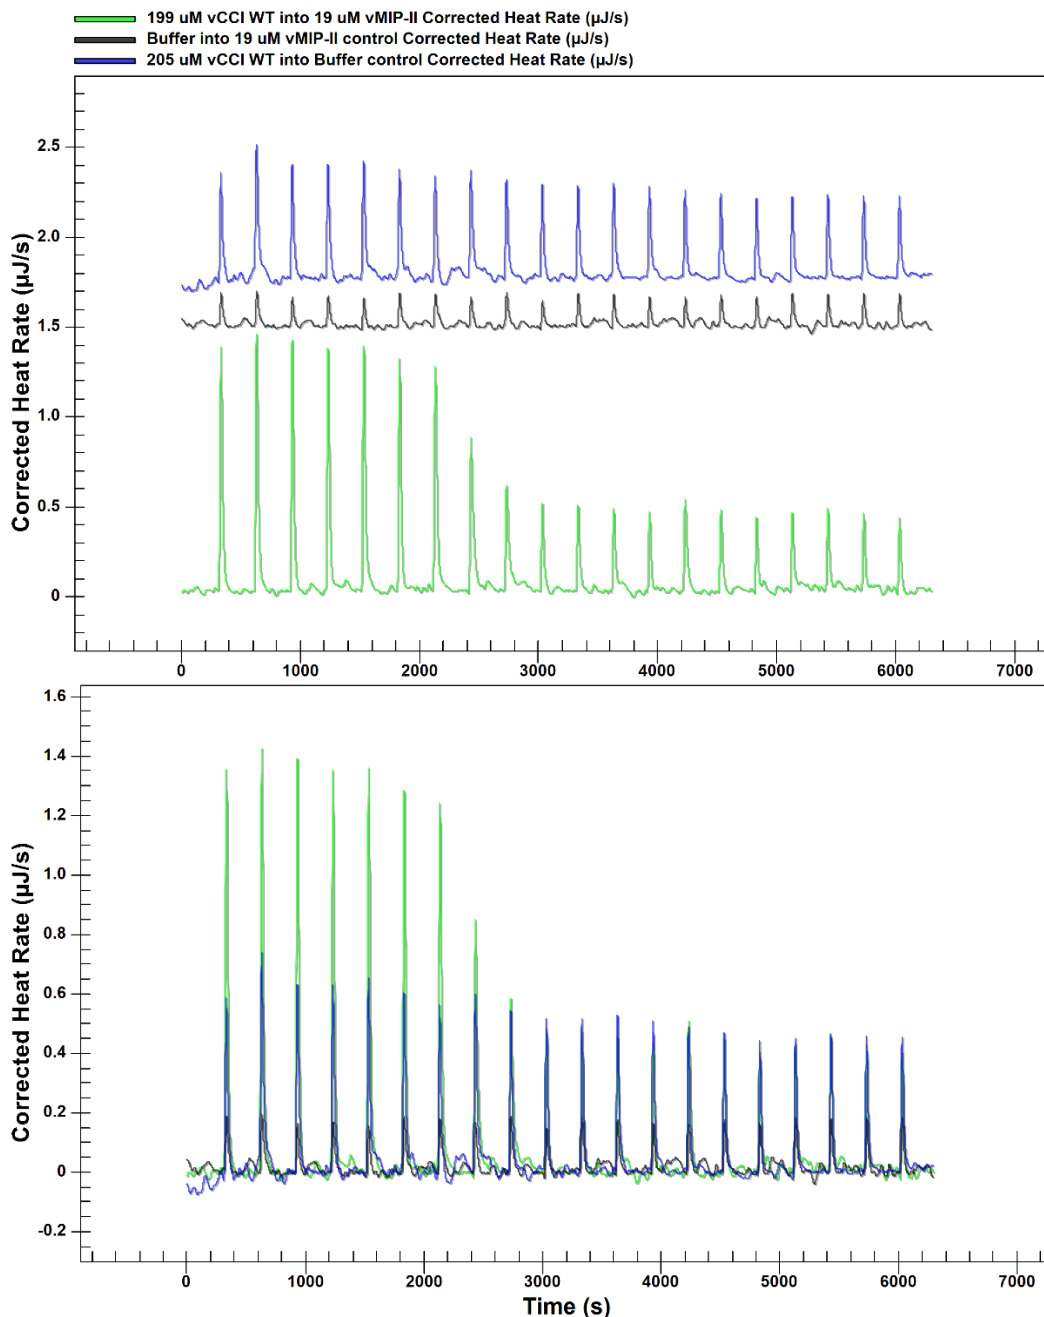 199 uM vCCI WT into 19 uM vMIP-II Corrected Heat Rate (µJ/s)
Buffer into 19 uM vMIP-II control Corrected Heat Rate (µJ/s)
205 uM vCCI WT into Buffer control Corrected Heat Rate (µJ/s)
Corrected Heat Rate (µJ/s)
2.5
2.0
1.5
1.0
0.5
0
0 1000 2000 3000 4000 5000 6000 7000
Corrected Heat Rate (µJ/s)
1.6
1.4
1.2
1.0
0.8
0.6
0.4
0.2
0
-0.2
0 1000 2000 3000 4000 5000 6000 7000
Time (s)